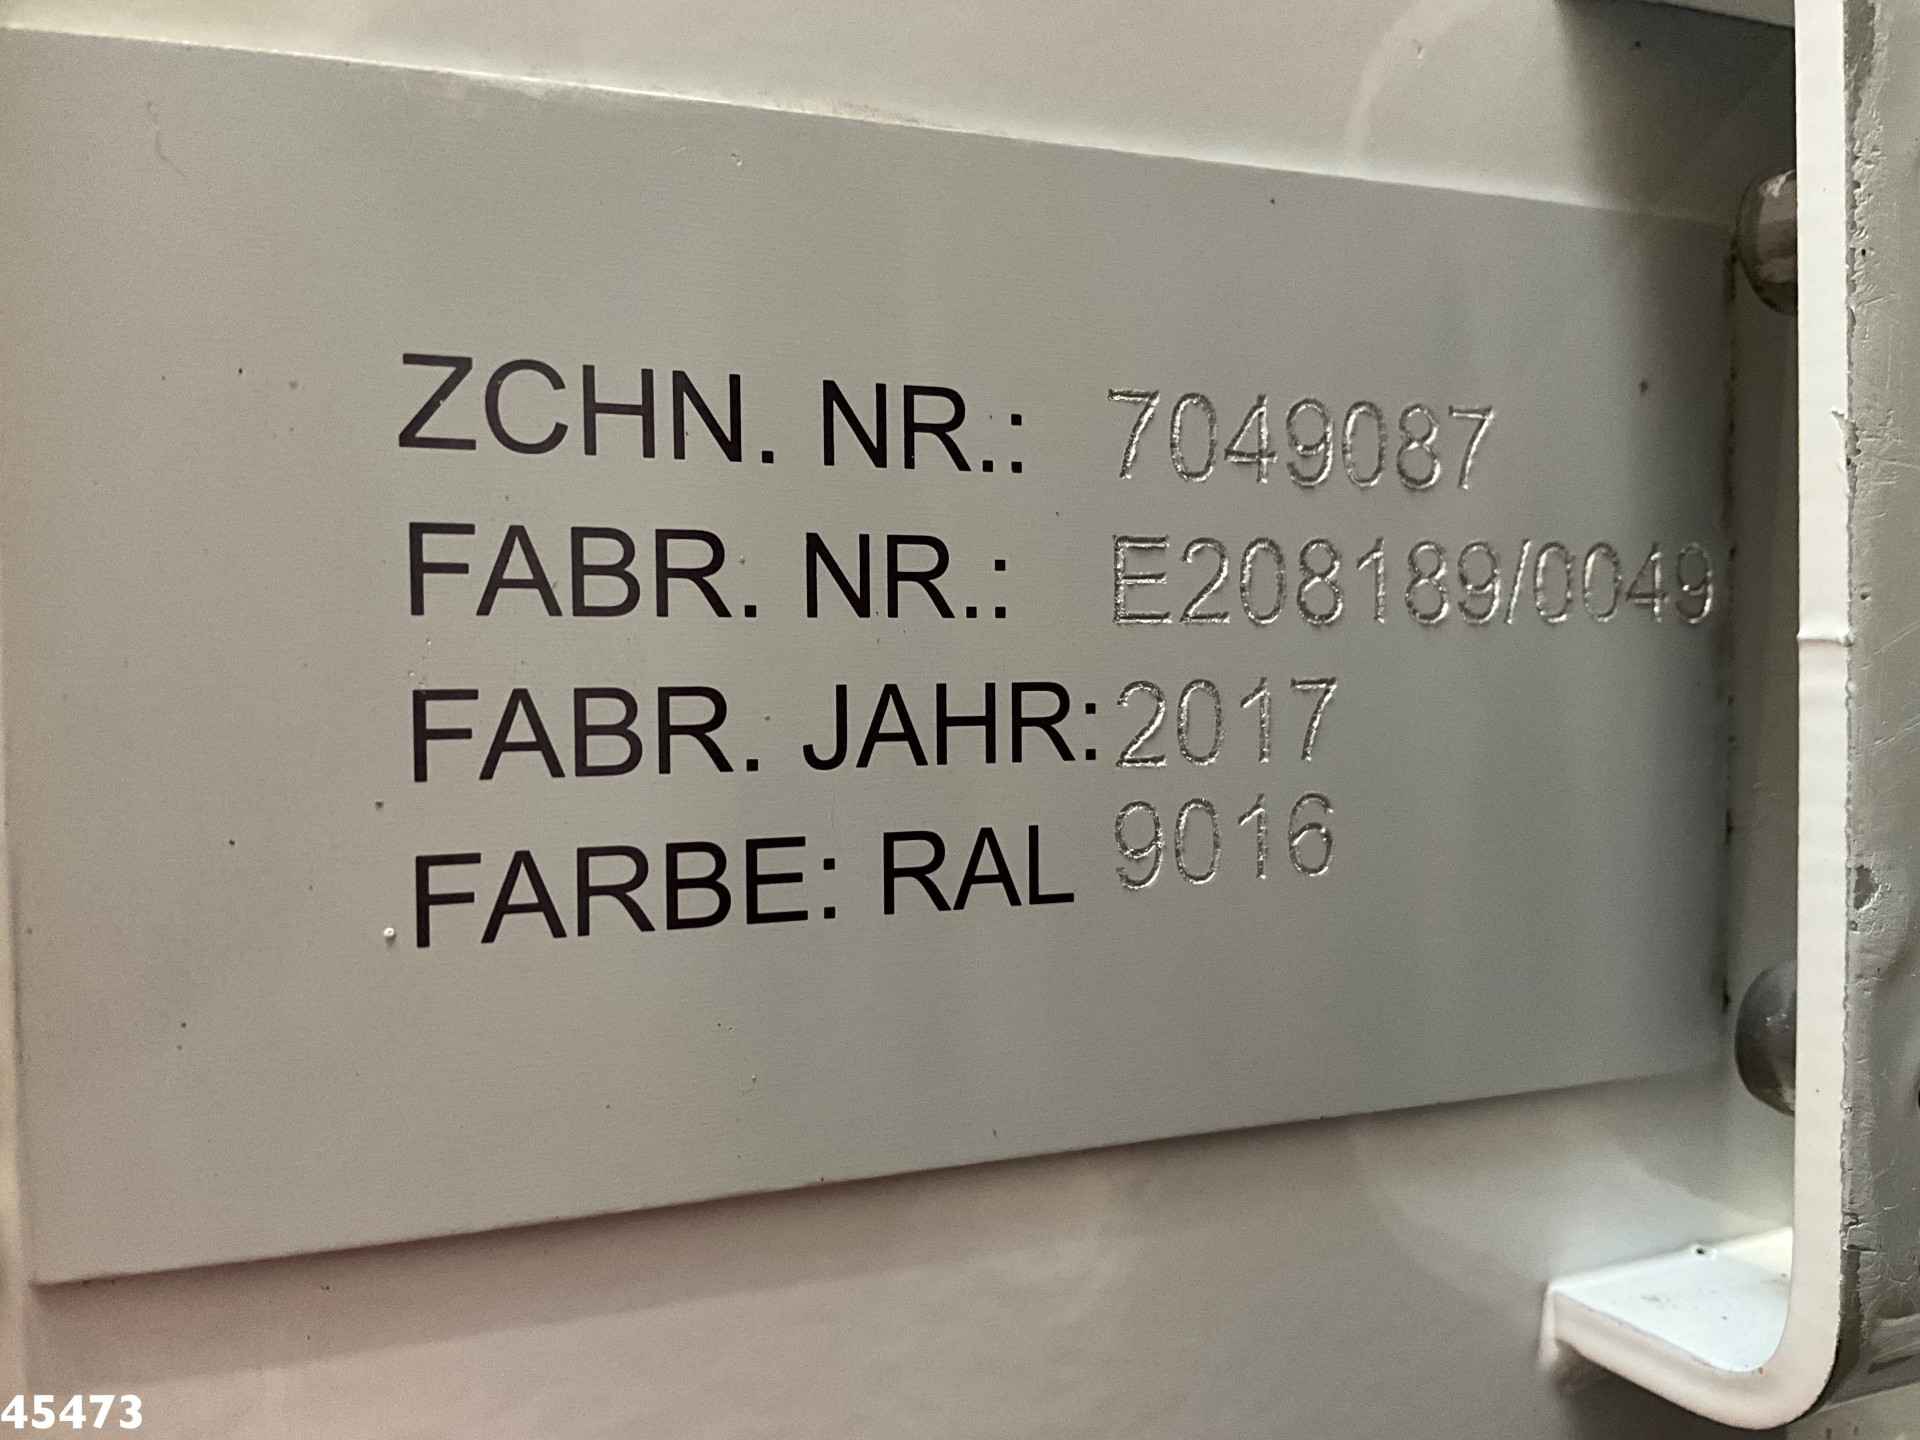 ZCHN. NR.: 7049087
FABR. NR.: E208189/0049
FABR. JAHR: 2017
FARBE: RAL 9016
45473